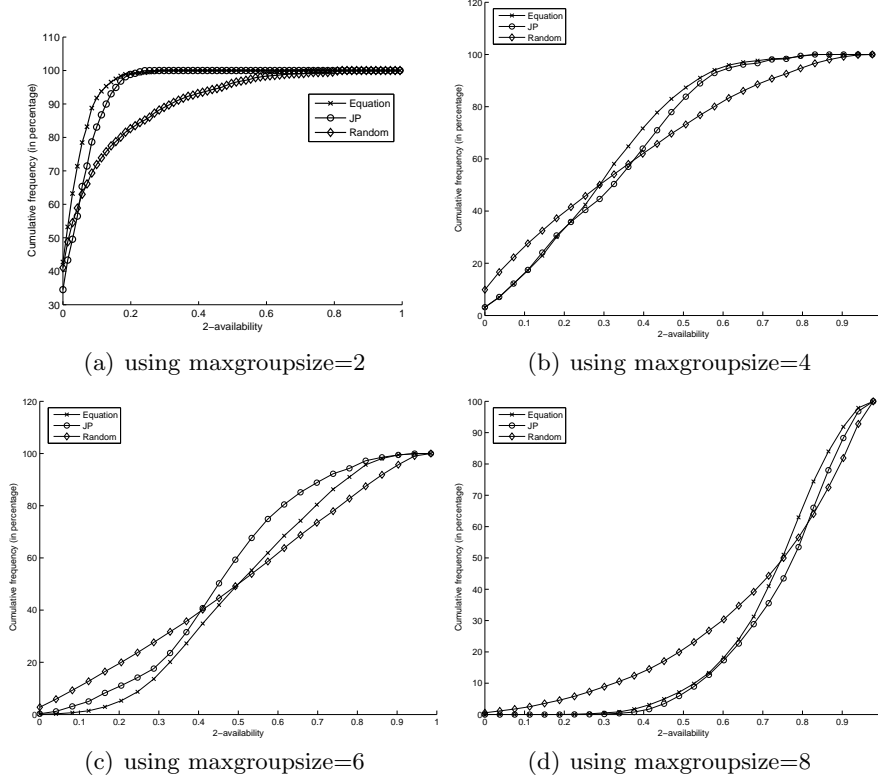 110
100
90
80
70
60
50
40
30
Cumulative frequency (in percentage)
Equation
JP
Random
0 0.2 0.4 0.6 0.8 1
2−availability
(a) using maxgroupsize=2
120
100
80
60
40
20
0
Cumulative frequency (in percentage)
Equation
JP
Random
0 0.1 0.2 0.3 0.4 0.5 0.6 0.7 0.8 0.9
2−availability
(b) using maxgroupsize=4
120
100
80
60
40
20
0
Cumulative frequency (in percentage)
Equation
JP
Random
0 0.1 0.2 0.3 0.4 0.5 0.6 0.7 0.8 0.9 1
2−availability
(c) using maxgroupsize=6
100
90
80
70
60
50
40
30
20
10
0
Cumulative frequency (in percentage)
Equation
JP
Random
0 0.1 0.2 0.3 0.4 0.5 0.6 0.7 0.8 0.9
2−availability
(d) using maxgroupsize=8